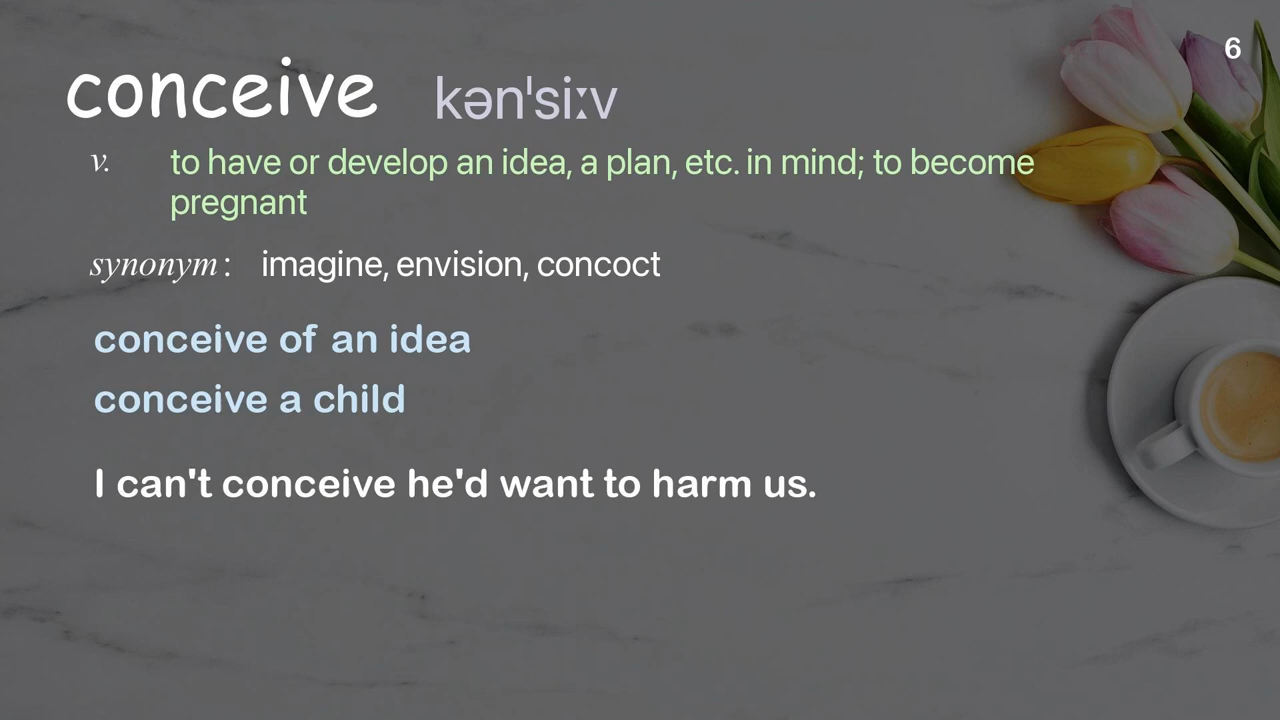 6
conceive kən'siːv
v. to have or develop an idea, a plan, etc. in mind; to become
pregnant
synonym: imagine, envision, concoct
conceive of an idea
conceive a child
I can't conceive he'd want to harm us.